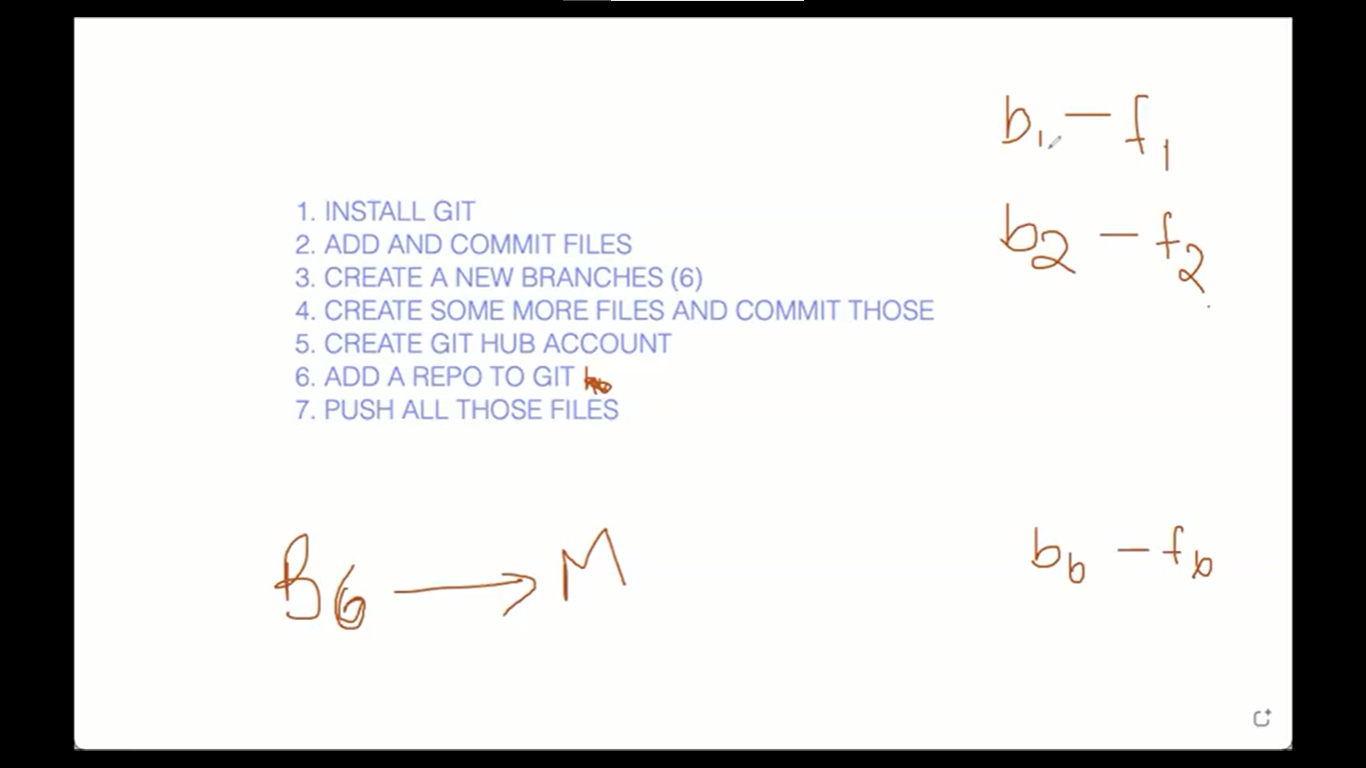 b1 — f1
b2 — f2
1. INSTALL GIT
2. ADD AND COMMIT FILES
3. CREATE A NEW BRANCHES (6)
4. CREATE SOME MORE FILES AND COMMIT THOSE
5. CREATE GIT HUB ACCOUNT
6. ADD A REPO TO GIT
7. PUSH ALL THOSE FILES
b6 — f6
B6 → M